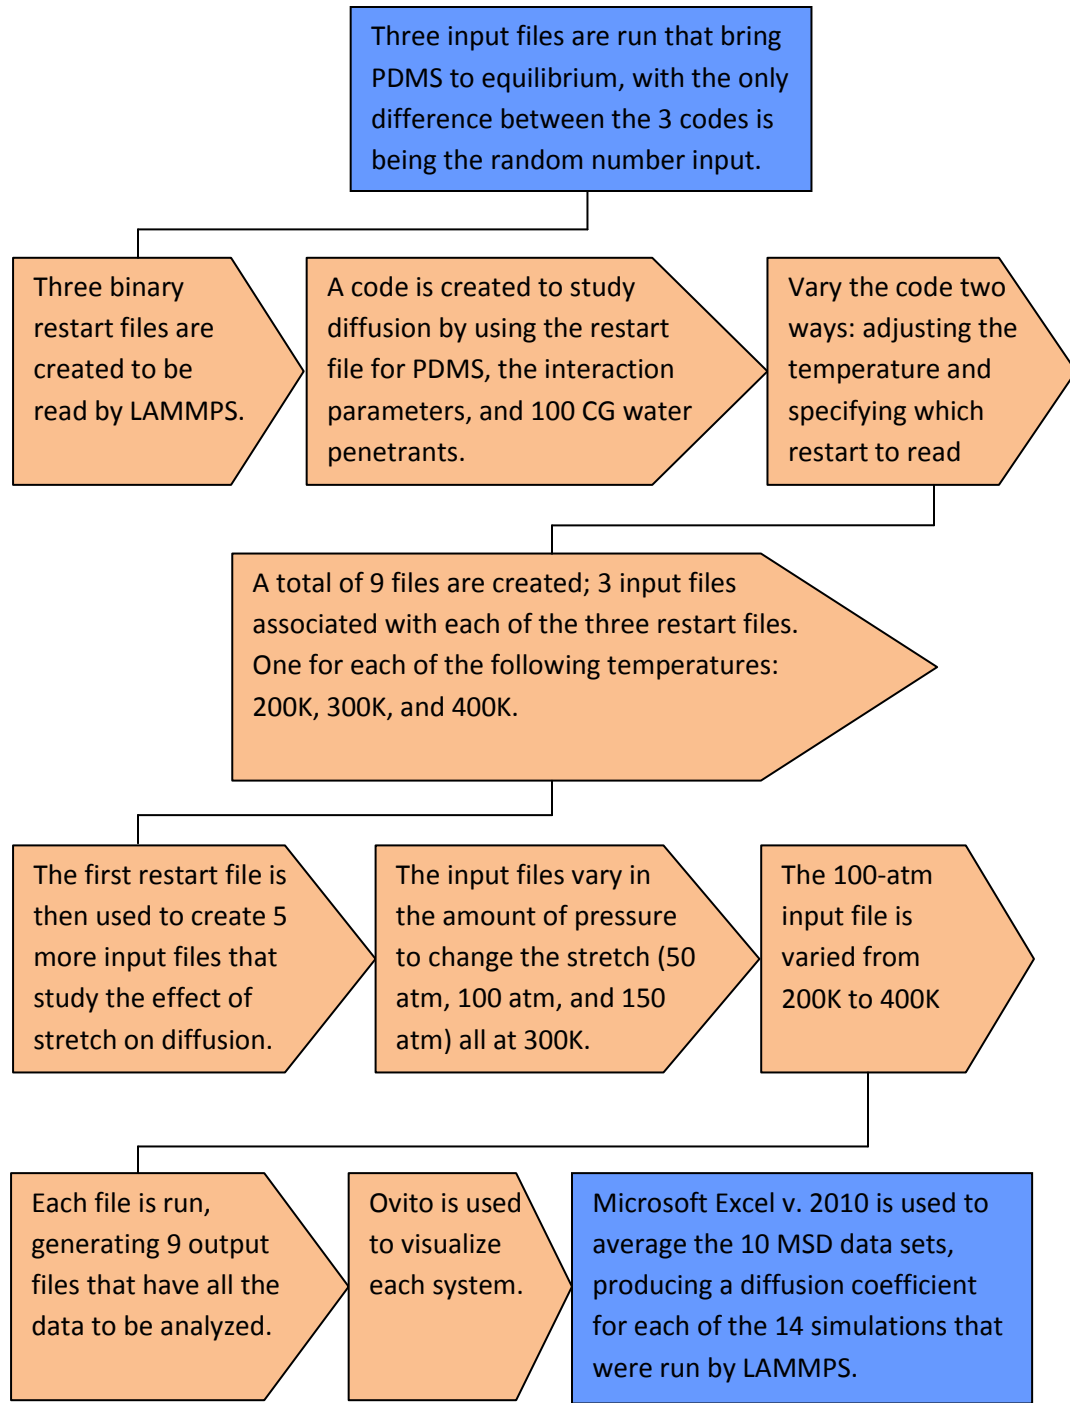 Three input files are run that bring
PDMS to equilibrium, with the only
difference between the 3 codes is
being the random number input.
Three binary
restart files are
created to be
read by LAMMPS.
A code is created to study
diffusion by using the restart
file for PDMS, the interaction
parameters, and 100 CG water
penetrants.
Vary the code two
ways: adjusting the
temperature and
specifying which
restart to read
A total of 9 files are created; 3 input files
associated with each of the three restart files.
One for each of the following temperatures:
200K, 300K, and 400K.
The first restart file is
then used to create 5
more input files that
study the effect of
stretch on diffusion.
The input files vary in
the amount of pressure
to change the stretch (50
atm, 100 atm, and 150
atm) all at 300K.
The 100-atm
input file is
varied from
200K to 400K
Each file is run,
generating 9 output
files that have all the
data to be analyzed.
Ovito is used
to visualize
each system.
Microsoft Excel v. 2010 is used to
average the 10 MSD data sets,
producing a diffusion coefficient
for each of the 14 simulations that
were run by LAMMPS.